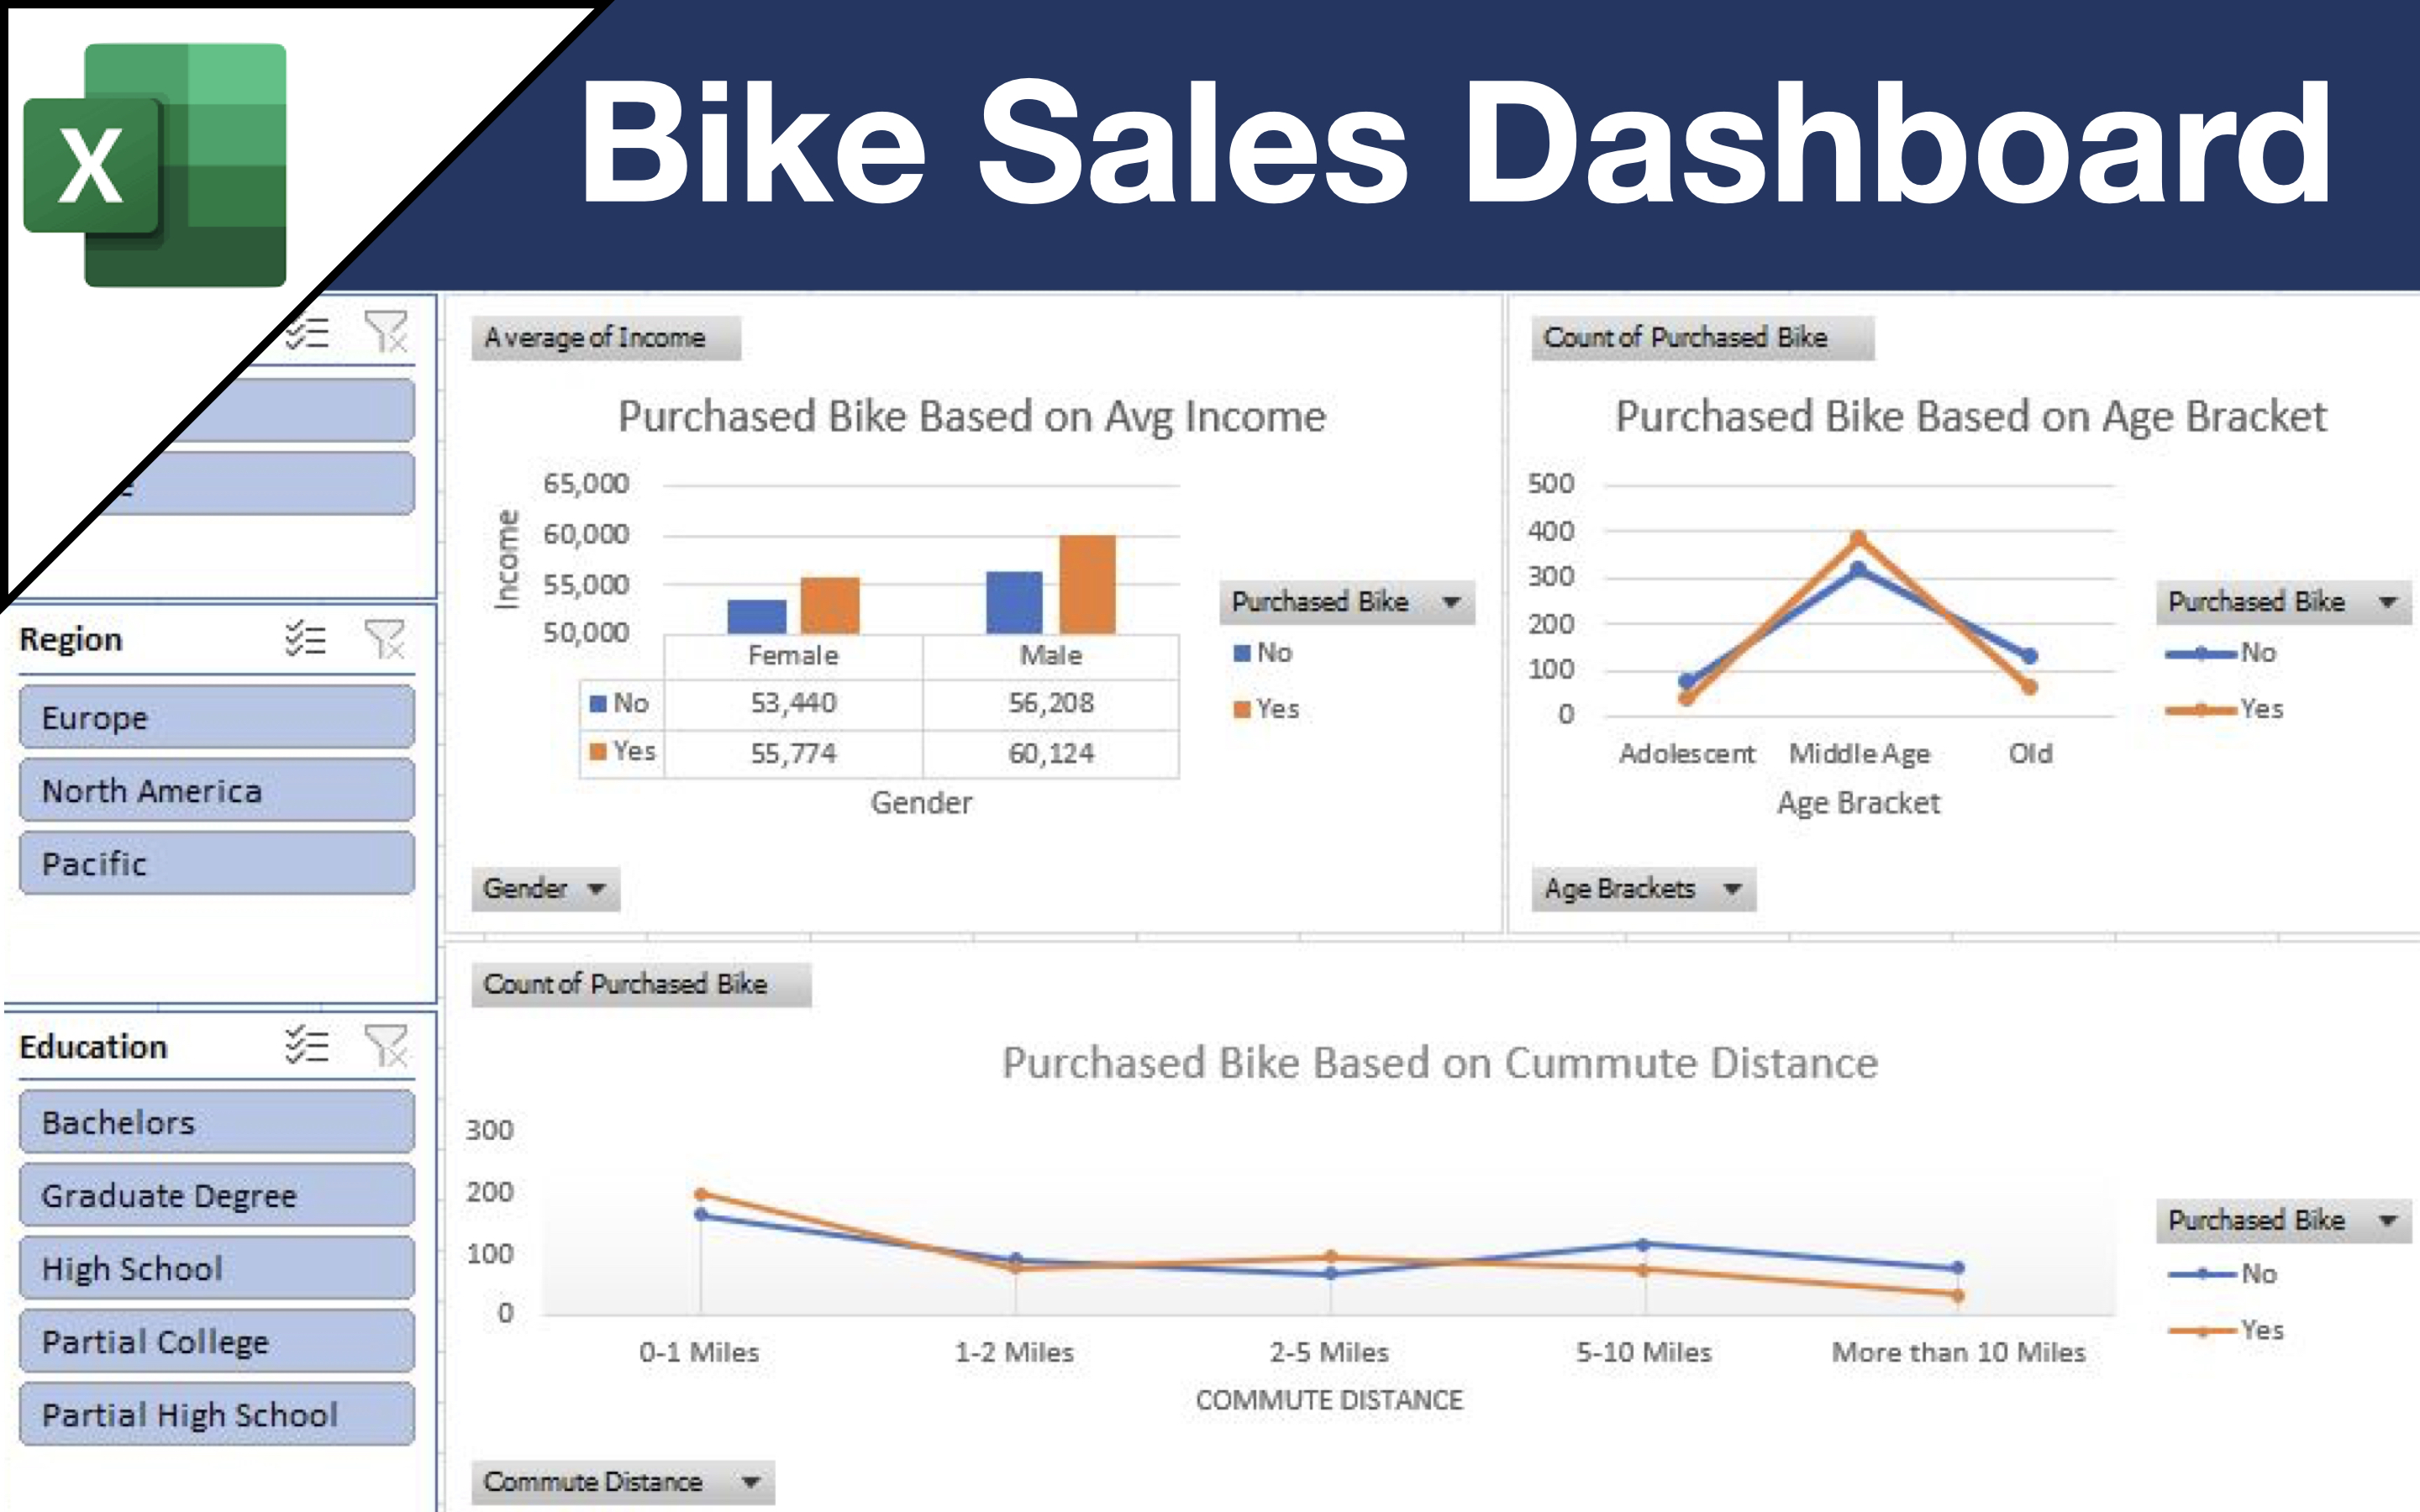 X
Bike Sales Dashboard
Region
Europe
North America
Pacific
Education
Bachelors
Graduate Degree
High School
Partial College
Partial High School
Average of Income
Purchased Bike Based on Avg Income
65,000
60,000
55,000
50,000
Income
Female Male
No 53,440 56,208
Yes 55,774 60,124
Gender
Purchased Bike
No
Yes
Gender
Count of Purchased Bike
Purchased Bike Based on Age Bracket
500
400
300
200
100
0
Adolescent Middle Age Old
Age Bracket
Purchased Bike
No
Yes
Age Brackets
Count of Purchased Bike
Purchased Bike Based on Cummute Distance
300
200
100
0
0-1 Miles 1-2 Miles 2-5 Miles 5-10 Miles More than 10 Miles
COMMUTE DISTANCE
Purchased Bike
No
Yes
Commute Distance